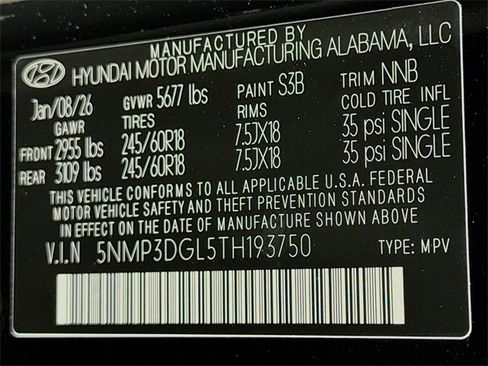 MANUFACTURED BY
HYUNDAI MOTOR MANUFACTURING ALABAMA, LLC
Jan/08/26 GVWR 5677 lbs PAINT S3B TRIM NNB
GAWR TIRES RIMS COLD TIRE INFL
FRONT 2955 lbs 245/60R18 7.5JX18 35 psi SINGLE
REAR 3109 lbs 245/60R18 7.5JX18 35 psi SINGLE
THIS VEHICLE CONFORMS TO ALL APPLICABLE U.S.A. FEDERAL
MOTOR VEHICLE SAFETY AND THEFT PREVENTION STANDARDS
IN EFFECT ON THE DATE OF MANUFACTURE SHOWN ABOVE.
V.I.N 5NMP3DGL5TH193750 TYPE: MPV